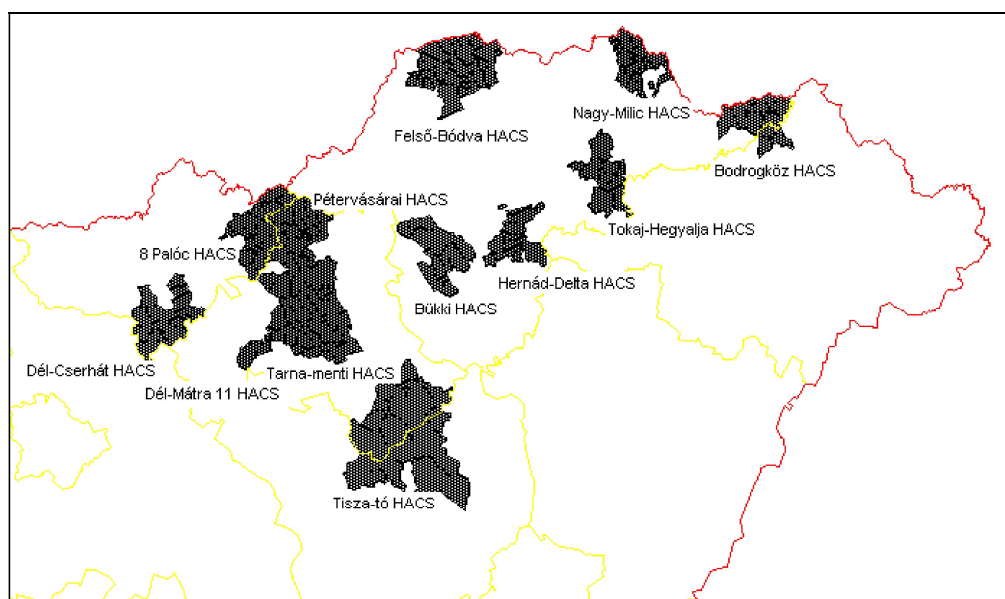 Nagy-Milic HACS
Felső-Bódva HACS
Bodrogköz HACS
Pétervásárai HACS
Tokaj-Hegyalja HACS
8 Palóc HACS
Hernád-Delta HACS
Bükki HACS
Dél-Cserhát HACS
Tarna-menti HACS
Dél-Mátra 11 HACS
Tisza-tó HACS